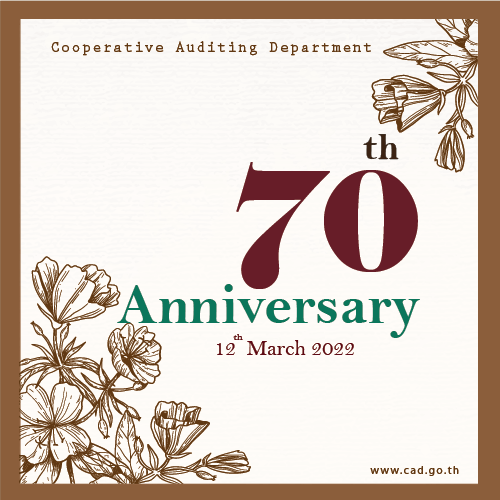 Cooperative Auditing Department
70th
Anniversary
12th March 2022
www.cad.go.th